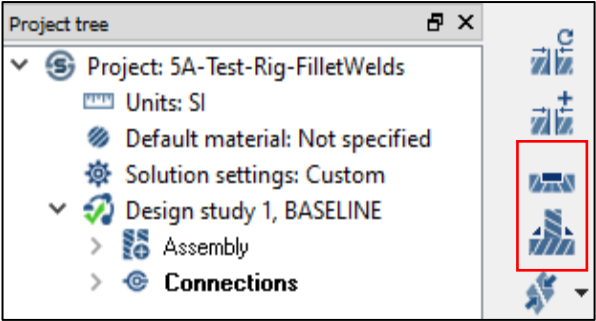 Project tree
Project: 5A-Test-Rig-FilletWelds
Units: SI
Default material: Not specified
Solution settings: Custom
Design study 1, BASELINE
Assembly
Connections